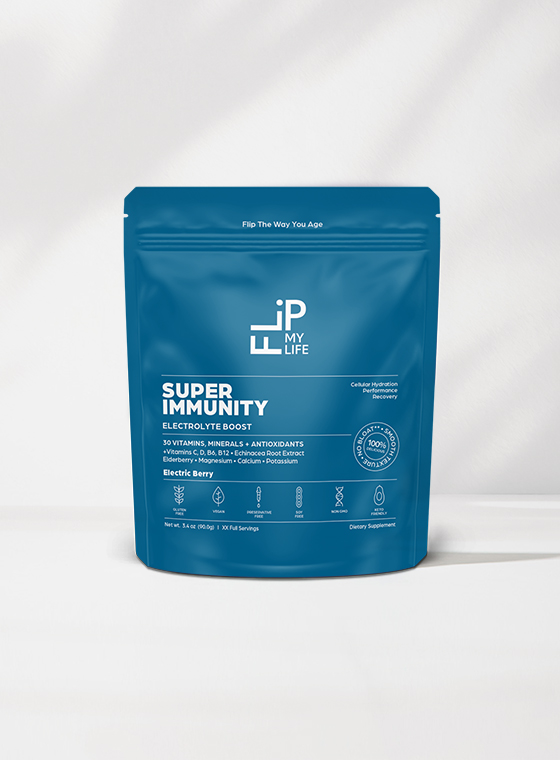 Flip The Way You Age
FLiP
MY
LIFE
Cellular Hydration
Performance
Recovery
SUPER
IMMUNITY
ELECTROLYTE BOOST
30 VITAMINS, MINERALS + ANTIOXIDANTS
+Vitamins C, D, B6, B12 • Echinacea Root Extract
Elderberry • Magnesium • Calcium • Potassium
Electric Berry
NO BLOAT** • SMOOTH TEXTURE •
100%
DELICIOUS
GLUTEN
FREE
VEGAN
PRESERVATIVE
FREE
SOY
FREE
NON-GMO
KETO
FRIENDLY
Net wt. 3.4 oz (90.0g) | XX Full Servings
Dietary Supplement